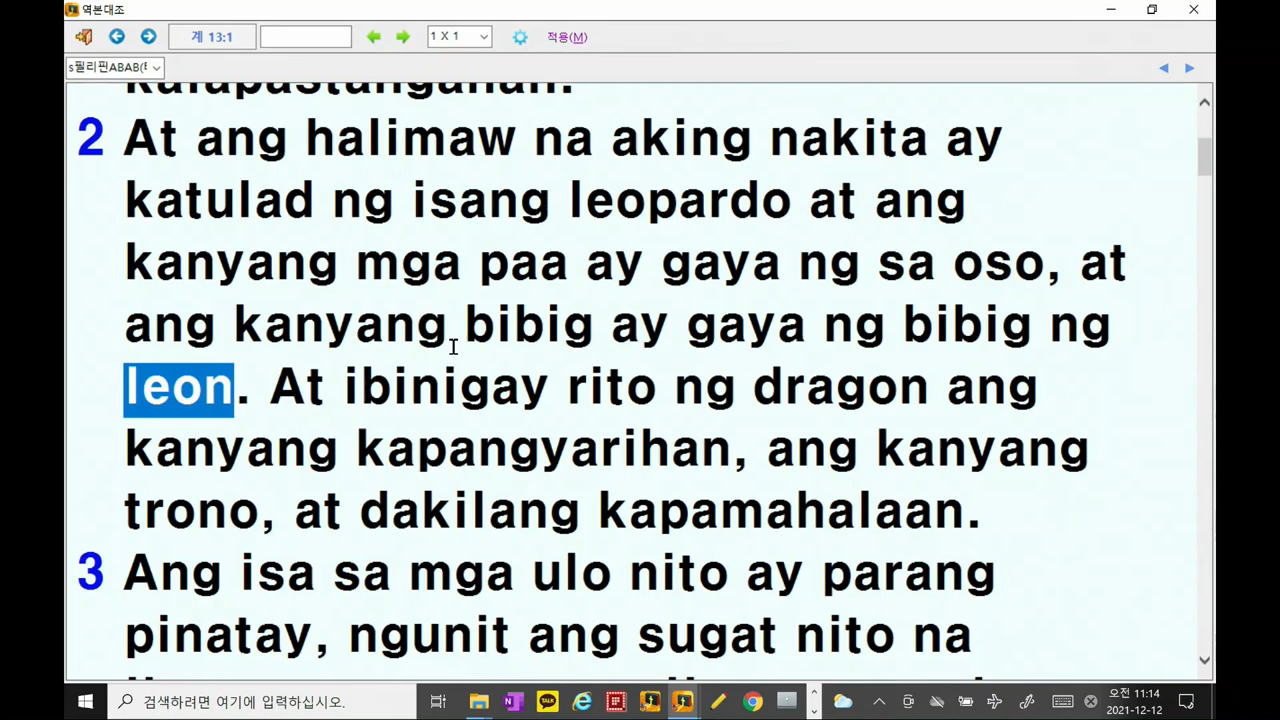 역본대조
계 13:1
1 X 1
적용(M)
s필리핀ABAB(E
kalapastanganan.
2 At ang halimaw na aking nakita ay
katulad ng isang leopardo at ang
kanyang mga paa ay gaya ng sa oso, at
ang kanyang bibig ay gaya ng bibig ng
leon. At ibinigay rito ng dragon ang
kanyang kapangyarihan, ang kanyang
trono, at dakilang kapamahalaan.
3 Ang isa sa mga ulo nito ay parang
pinatay, ngunit ang sugat nito na
검색하려면 여기에 입력하십시오.
오전 11:14
2021-12-12